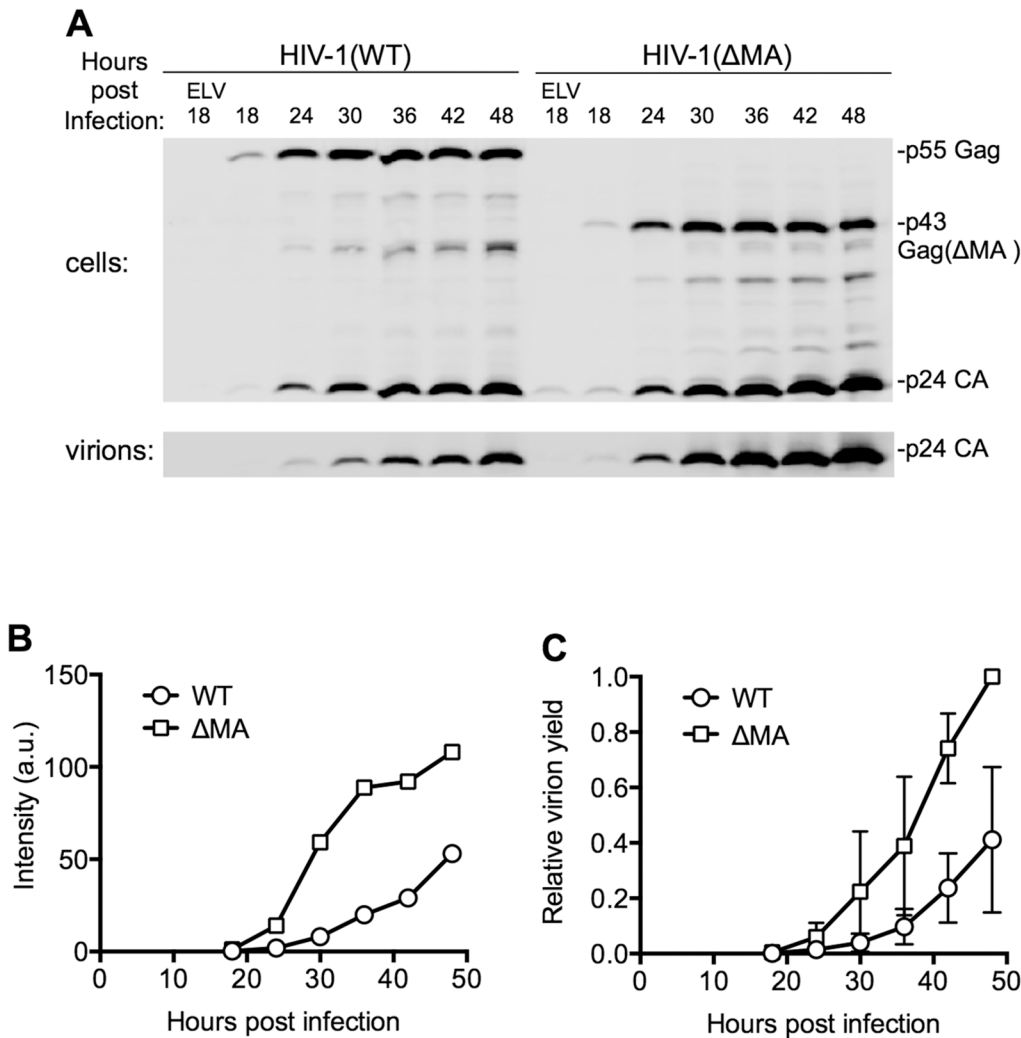 A
Hours
post
Infection:
HIV-1(WT)
HIV-1(ΔMA)
ELV
18 18 24 30 36 42 48
ELV
18 18 24 30 36 42 48
cells:
-p55 Gag
-p43
Gag(ΔMA )
-p24 CA
virions:
-p24 CA
B
150
100
50
0
Intensity (a.u.)
WT
ΔMA
0 10 20 30 40 50
Hours post infection
C
1.0
0.8
0.6
0.4
0.2
0.0
Relative virion yield
WT
ΔMA
0 10 20 30 40 50
Hours post infection